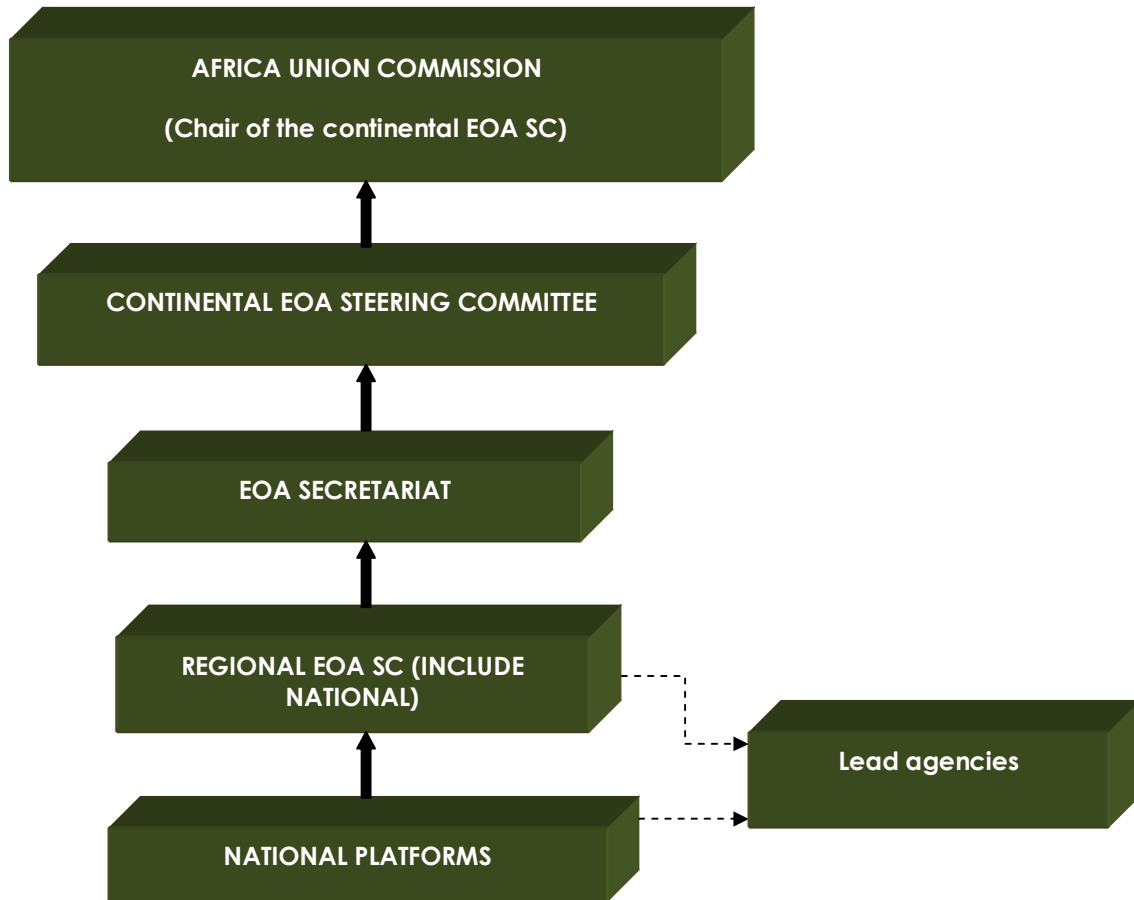 AFRICA UNION COMMISSION
(Chair of the continental EOA SC)
CONTINENTAL EOA STEERING COMMITTEE
EOA SECRETARIAT
REGIONAL EOA SC (INCLUDE
NATIONAL)
Lead agencies
NATIONAL PLATFORMS